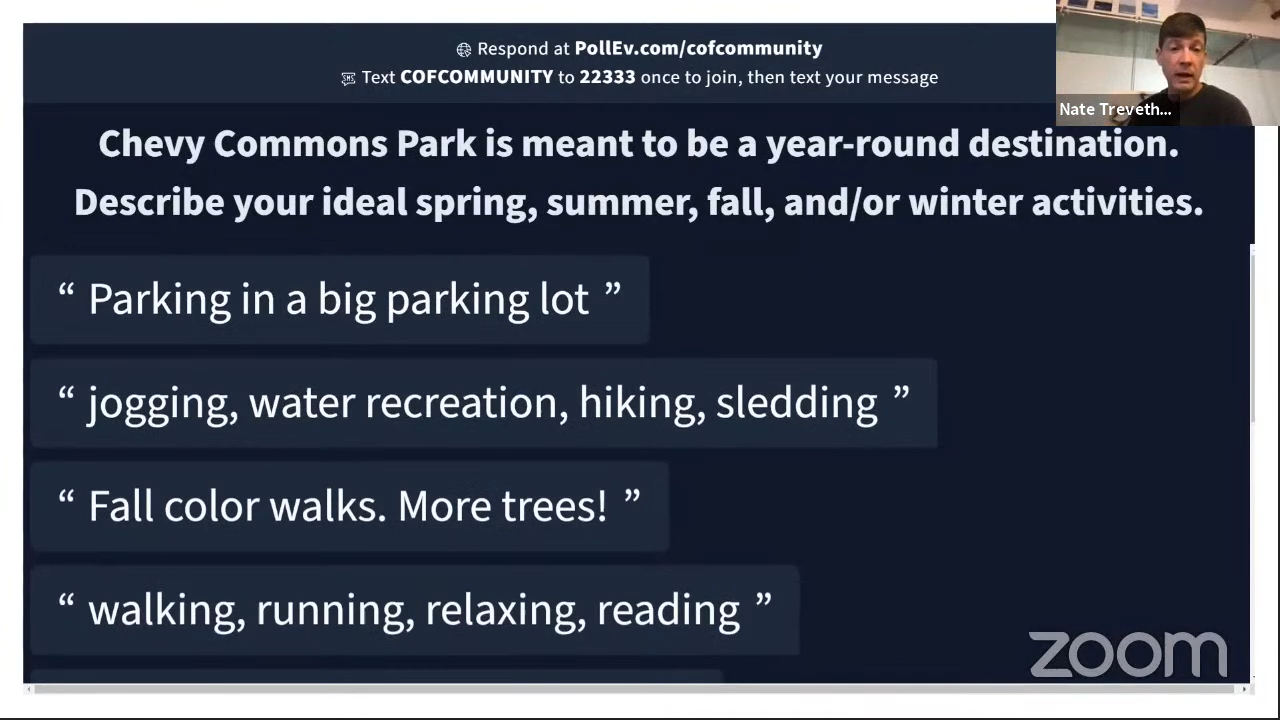 Respond at PollEv.com/cofcommunity
Text COFCOMMUNITY to 22333 once to join, then text your message
Nate Treveth...
Chevy Commons Park is meant to be a year-round destination.
Describe your ideal spring, summer, fall, and/or winter activities.
“ Parking in a big parking lot ”
“ jogging, water recreation, hiking, sledding ”
“ Fall color walks. More trees! ”
“ walking, running, relaxing, reading ”
zoom